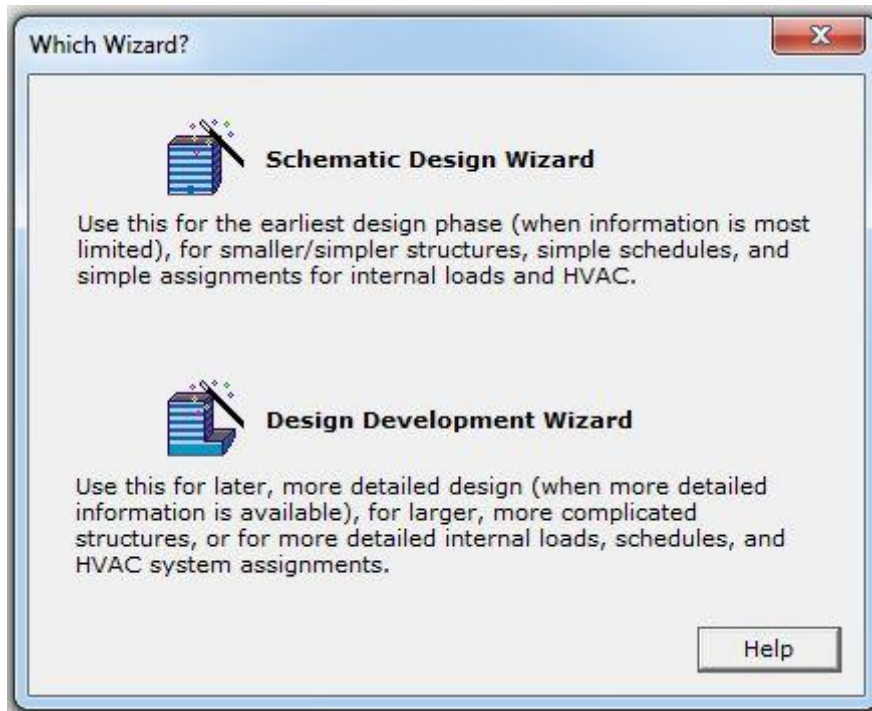 Which Wizard?
Schematic Design Wizard
Use this for the earliest design phase (when information is most
limited), for smaller/simpler structures, simple schedules, and
simple assignments for internal loads and HVAC.
Design Development Wizard
Use this for later, more detailed design (when more detailed
information is available), for larger, more complicated
structures, or for more detailed internal loads, schedules, and
HVAC system assignments.
Help